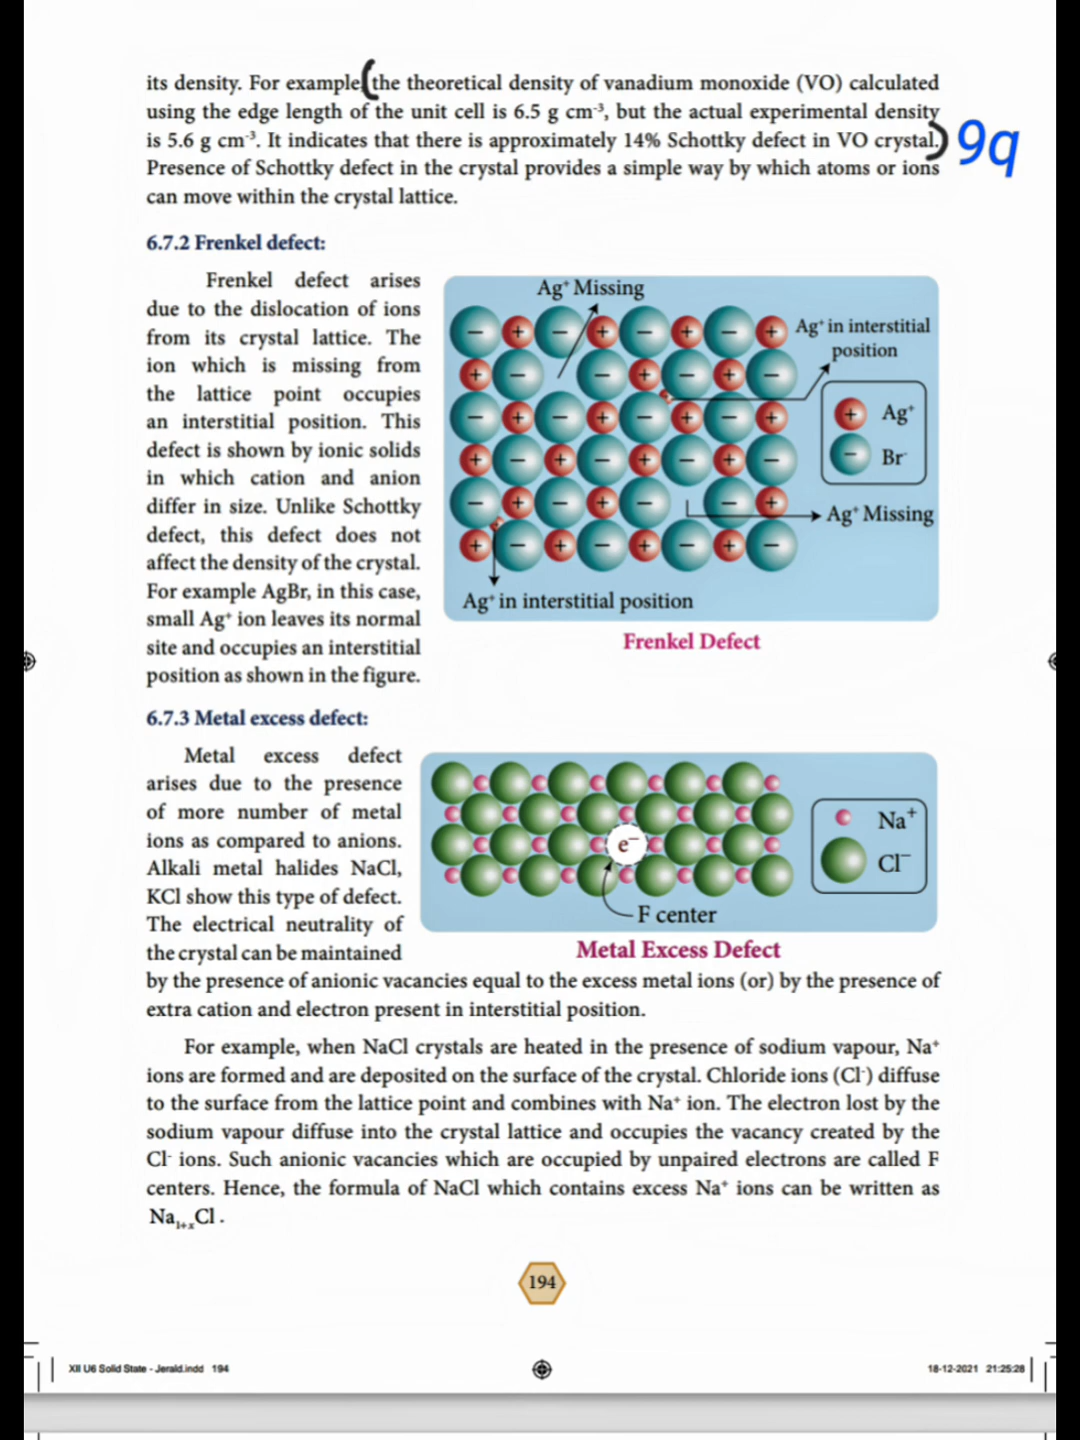 its density. For example, (the theoretical density of vanadium monoxide (VO) calculated
using the edge length of the unit cell is 6.5 g cm⁻³, but the actual experimental density
is 5.6 g cm⁻³. It indicates that there is approximately 14% Schottky defect in VO crystal.) 9q
Presence of Schottky defect in the crystal provides a simple way by which atoms or ions
can move within the crystal lattice.
6.7.2 Frenkel defect:
Frenkel defect arises
due to the dislocation of ions
from its crystal lattice. The
ion which is missing from
the lattice point occupies
an interstitial position. This
defect is shown by ionic solids
in which cation and anion
differ in size. Unlike Schottky
defect, this defect does not
affect the density of the crystal.
For example AgBr, in this case,
small Ag⁺ ion leaves its normal
site and occupies an interstitial
position as shown in the figure.
Ag⁺ Missing
Ag⁺ in interstitial
position
+ Ag⁺
− Br⁻
Ag⁺ Missing
Ag⁺ in interstitial position
Frenkel Defect
6.7.3 Metal excess defect:
Metal excess defect
arises due to the presence
of more number of metal
ions as compared to anions.
Alkali metal halides NaCl,
KCl show this type of defect.
The electrical neutrality of
the crystal can be maintained
e⁻
Na⁺
Cl⁻
F center
Metal Excess Defect
by the presence of anionic vacancies equal to the excess metal ions (or) by the presence of
extra cation and electron present in interstitial position.
For example, when NaCl crystals are heated in the presence of sodium vapour, Na⁺
ions are formed and are deposited on the surface of the crystal. Chloride ions (Cl⁻) diffuse
to the surface from the lattice point and combines with Na⁺ ion. The electron lost by the
sodium vapour diffuse into the crystal lattice and occupies the vacancy created by the
Cl⁻ ions. Such anionic vacancies which are occupied by unpaired electrons are called F
centers. Hence, the formula of NaCl which contains excess Na⁺ ions can be written as
Na₁₊ₓCl .
194
XII U6 Solid State - Jerald.indd 194
18-12-2021 21:25:28